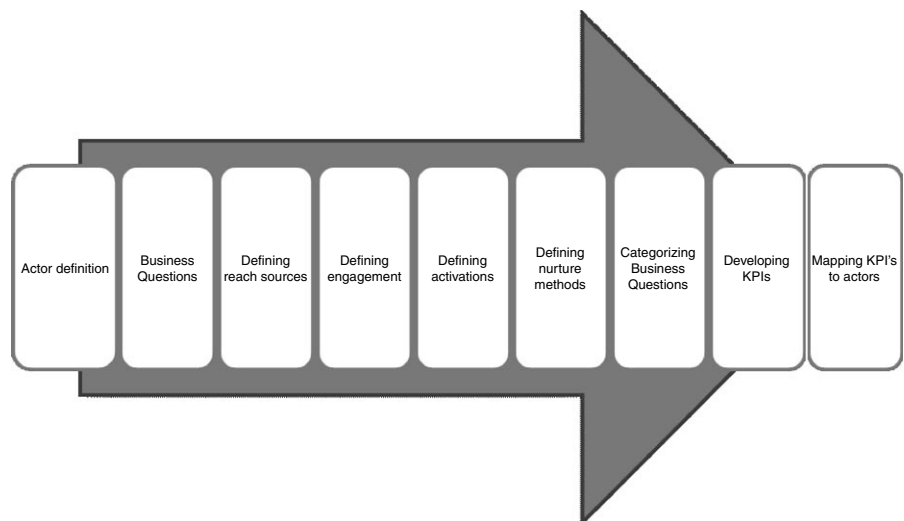 Actor definition
Business
Questions
Defining
reach sources
Defining
engagement
Defining
activations
Defining
nurture
methods
Categorizing
Business
Questions
Developing
KPIs
Mapping KPI's
to actors